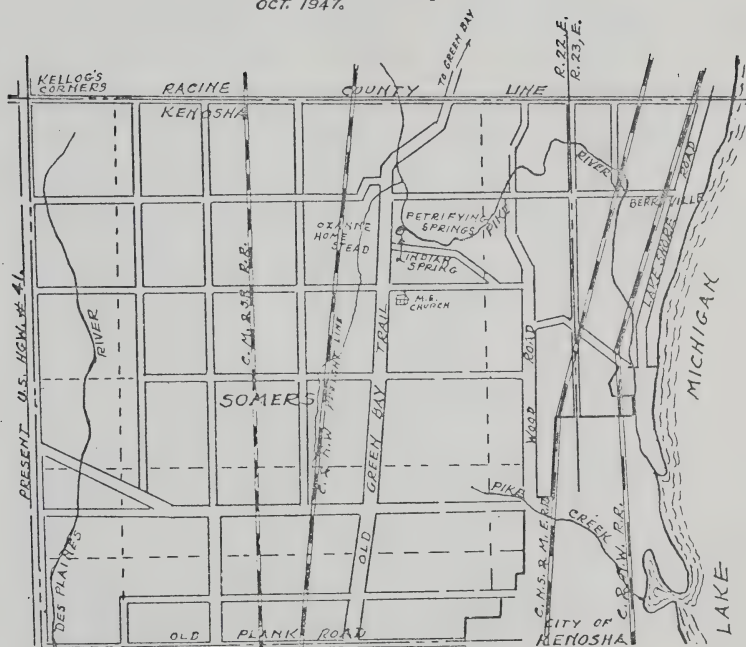 OCT. 1947.
TO GREEN BAY
R. 22, E.
R. 23, E.
KELLOG'S
CORNERS
RACINE COUNTY LINE
KENOSHA
RIVER
ROAD
BERRYVILLE
OZANNE
HOME
STEAD
PETRIFYING
SPRINGS
PIKE
INDIAN
SPRING
LAKE SHORE
PRESENT U.S. HGW. # 41.
C. M. & ST. P. R.R.
M.E.
CHURCH
RIVER
TRAIL
ROAD
MICHIGAN
SOMERS
C. & N.W. FREIGHT LINE
GREEN BAY
WOOD
PIKE
CREEK
DES PLAINES
OLD
C. M. S. & M. E. R.R.
C. & N.W. R.R.
LAKE
CITY OF
KENOSHA
OLD PLANK ROAD